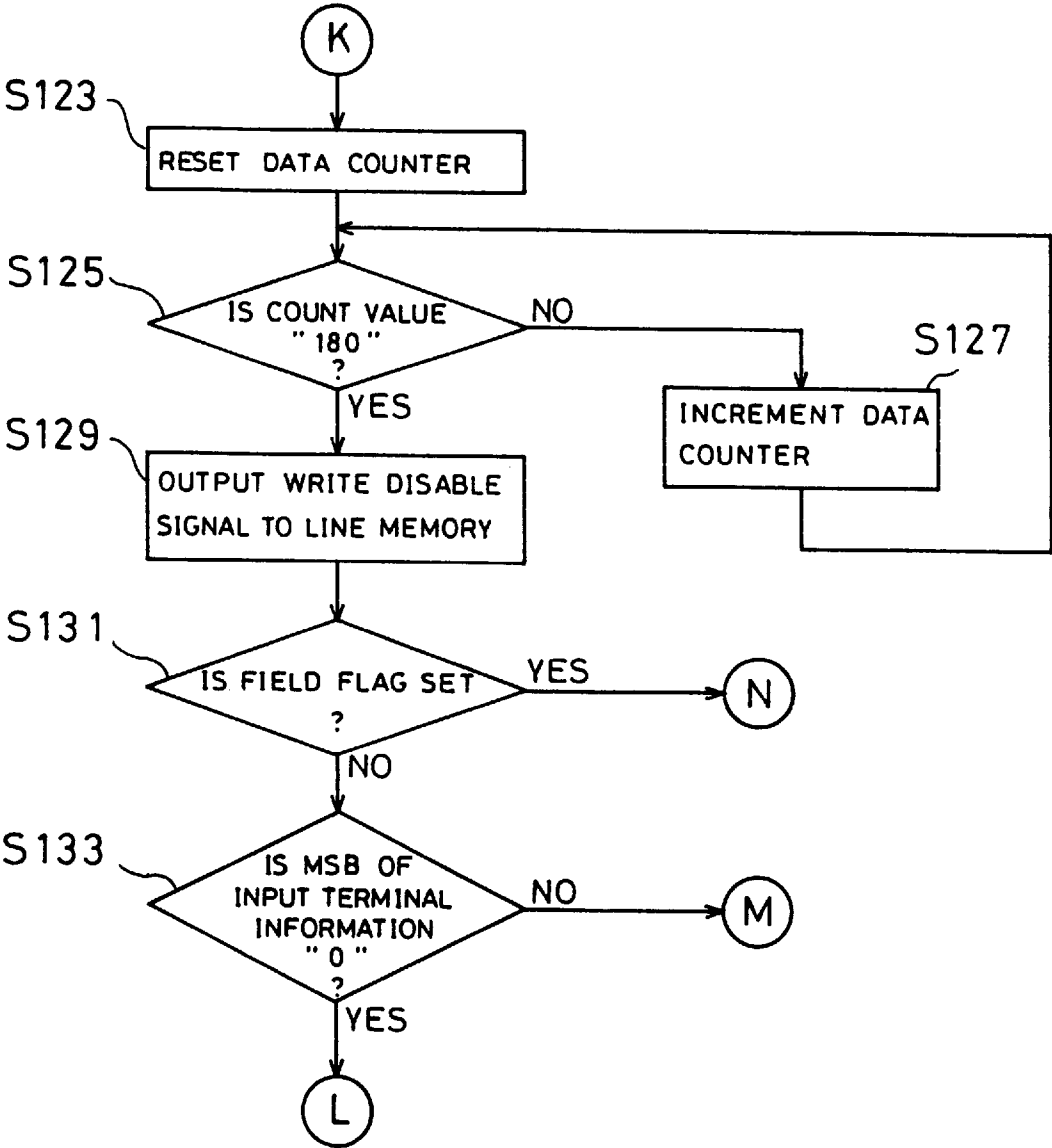 K
S123
RESET DATA COUNTER
S125
IS COUNT VALUE
"180"
?
NO
YES
S127
INCREMENT DATA
COUNTER
S129
OUTPUT WRITE DISABLE
SIGNAL TO LINE MEMORY
S131
IS FIELD FLAG SET
?
YES
N
NO
S133
IS MSB OF
INPUT TERMINAL
INFORMATION
"0"
?
NO
M
YES
L